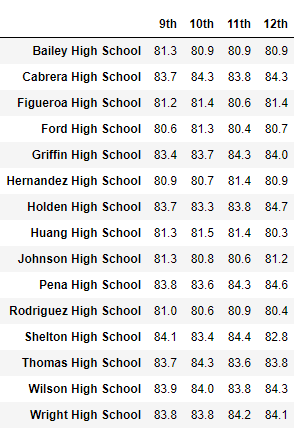 9th 10th 11th 12th
Bailey High School 81.3 80.9 80.9 80.9
Cabrera High School 83.7 84.3 83.8 84.3
Figueroa High School 81.2 81.4 80.6 81.4
Ford High School 80.6 81.3 80.4 80.7
Griffin High School 83.4 83.7 84.3 84.0
Hernandez High School 80.9 80.7 81.4 80.9
Holden High School 83.7 83.3 83.8 84.7
Huang High School 81.3 81.5 81.4 80.3
Johnson High School 81.3 80.8 80.6 81.2
Pena High School 83.8 83.6 84.3 84.6
Rodriguez High School 81.0 80.6 80.9 80.4
Shelton High School 84.1 83.4 84.4 82.8
Thomas High School 83.7 84.3 83.6 83.8
Wilson High School 83.9 84.0 83.8 84.3
Wright High School 83.8 83.8 84.2 84.1